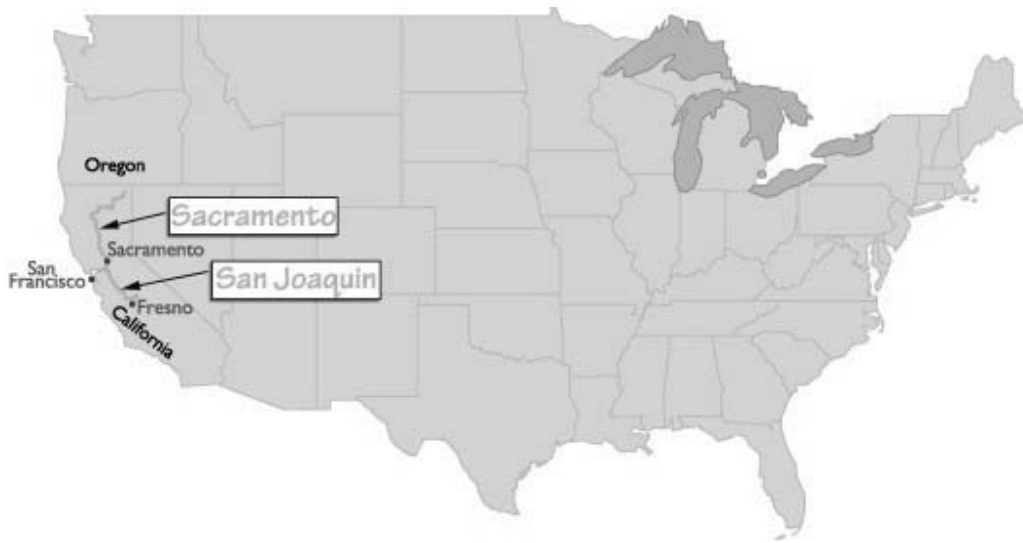 Oregon
Sacramento
Sacramento
San
Francisco
San Joaquin
Fresno
California